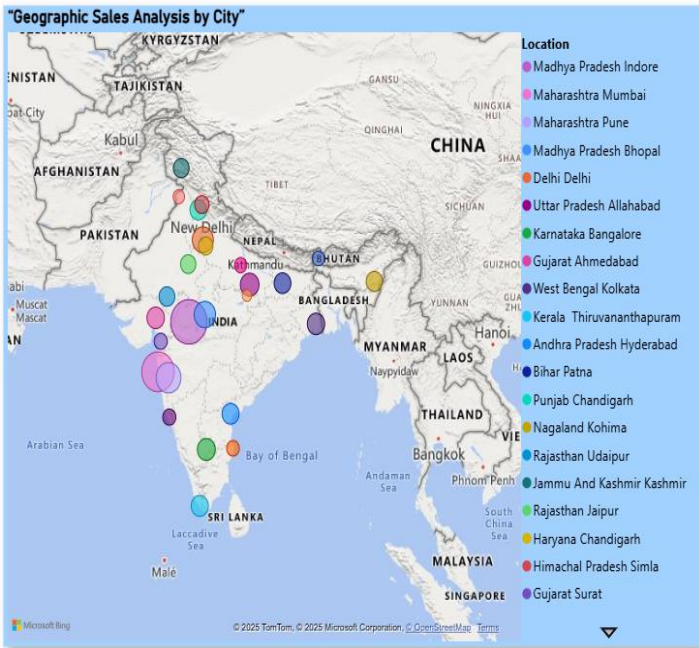 "Geographic Sales Analysis by City"
KYRGYZSTAN
TAJIKISTAN
GANSU
NINGXIA
HUI
QINGHAI
Kabul
CHINA
AFGHANISTAN
TIBET
SICHUAN
PAKISTAN
New Delhi
NEPAL
Kathmandu
BHUTAN
BANGLADESH
YUNNAN
Muscat
Mascat
INDIA
MYANMAR
Naypyidaw
Hanoi
LAOS
THAILAND
Bangkok
Arabian Sea
Bay of Bengal
Andaman
Sea
Phnom Penh
South
China
Sea
SRI LANKA
Laccadive
Sea
Malé
MALAYSIA
SINGAPORE
Microsoft Bing
© 2025 TomTom, © 2025 Microsoft Corporation, © OpenStreetMap Terms
Location
Madhya Pradesh Indore
Maharashtra Mumbai
Maharashtra Pune
Madhya Pradesh Bhopal
Delhi Delhi
Uttar Pradesh Allahabad
Karnataka Bangalore
Gujarat Ahmedabad
West Bengal Kolkata
Kerala Thiruvananthapuram
Andhra Pradesh Hyderabad
Bihar Patna
Punjab Chandigarh
Nagaland Kohima
Rajasthan Udaipur
Jammu And Kashmir Kashmir
Rajasthan Jaipur
Haryana Chandigarh
Himachal Pradesh Simla
Gujarat Surat